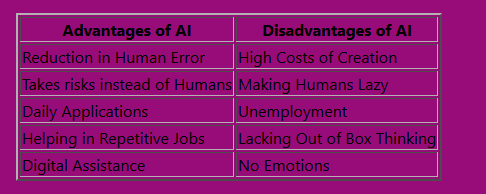 Advantages of AI Disadvantages of AI
Reduction in Human Error High Costs of Creation
Takes risks instead of Humans Making Humans Lazy
Daily Applications Unemployment
Helping in Repetitive Jobs Lacking Out of Box Thinking
Digital Assistance No Emotions